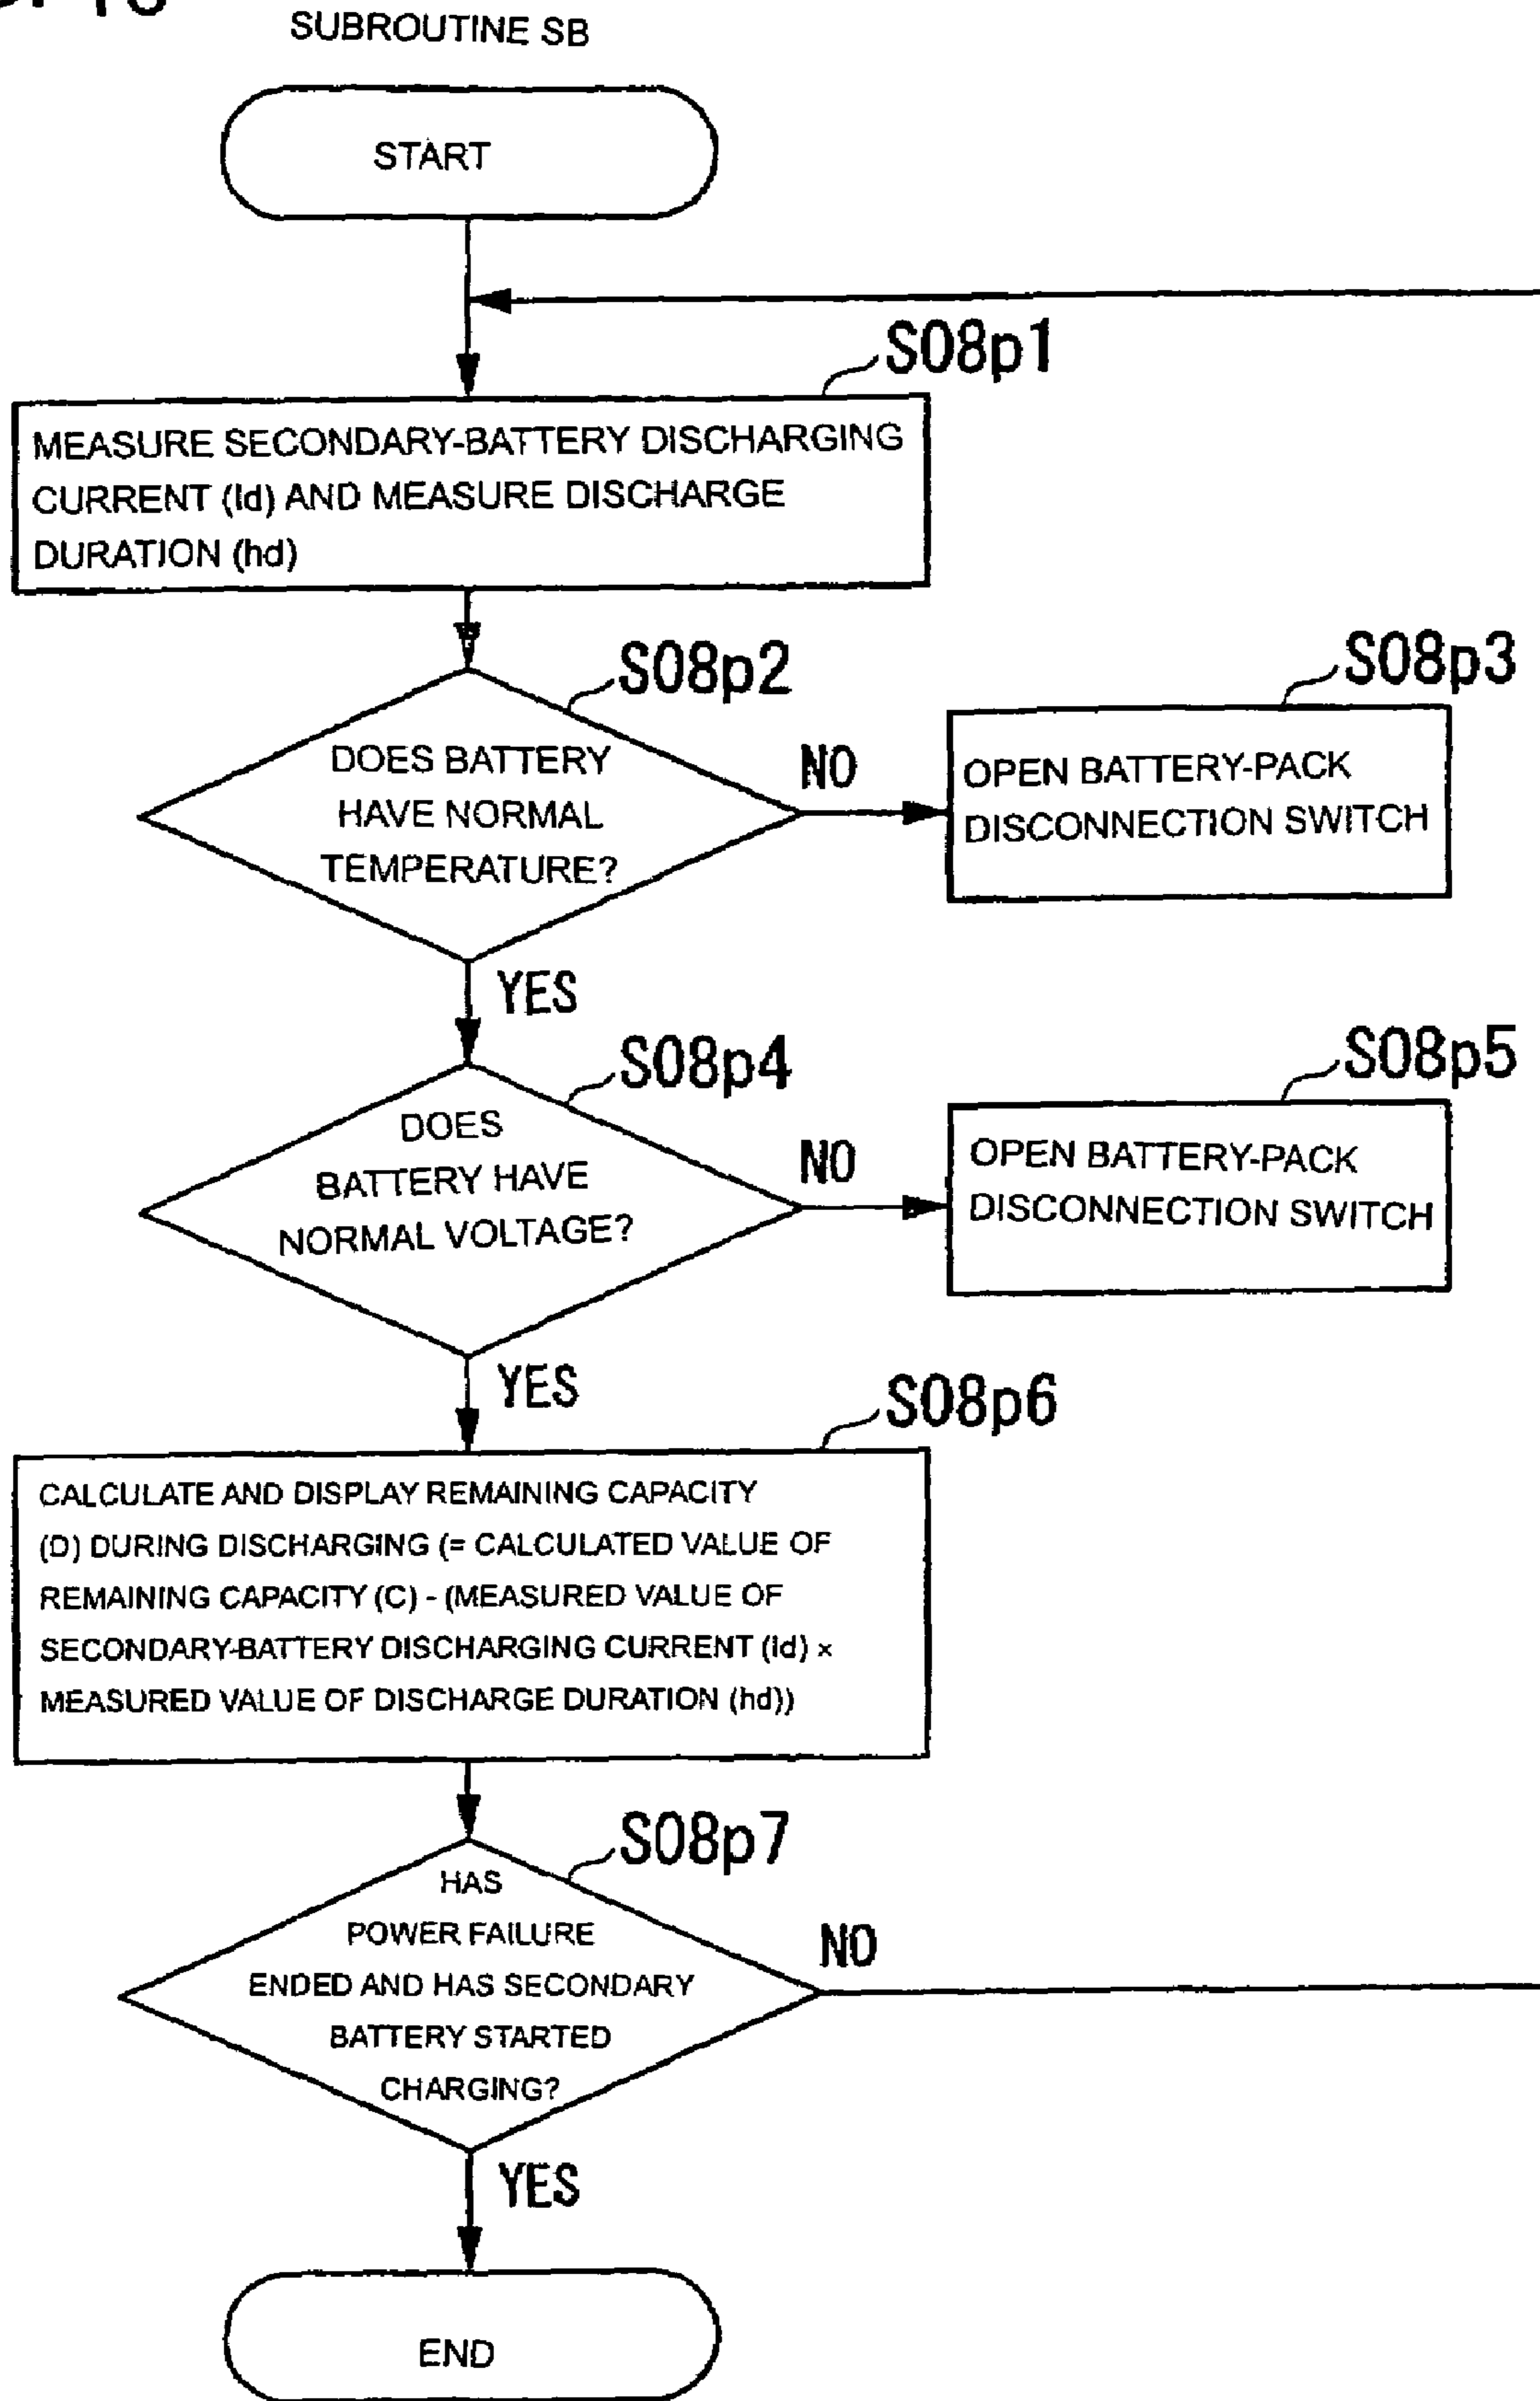 SUBROUTINE SB
START
S08p1
MEASURE SECONDARY-BATTERY DISCHARGING
CURRENT (Id) AND MEASURE DISCHARGE
DURATION (hd)
S08p2
DOES BATTERY
HAVE NORMAL
TEMPERATURE?
NO
S08p3
OPEN BATTERY-PACK
DISCONNECTION SWITCH
YES
S08p4
DOES
BATTERY HAVE
NORMAL VOLTAGE?
NO
S08p5
OPEN BATTERY-PACK
DISCONNECTION SWITCH
YES
S08p6
CALCULATE AND DISPLAY REMAINING CAPACITY
(D) DURING DISCHARGING (= CALCULATED VALUE OF
REMAINING CAPACITY (C) - (MEASURED VALUE OF
SECONDARY-BATTERY DISCHARGING CURRENT (Id) ×
MEASURED VALUE OF DISCHARGE DURATION (hd))
S08p7
HAS
POWER FAILURE
ENDED AND HAS SECONDARY
BATTERY STARTED
CHARGING?
NO
YES
END